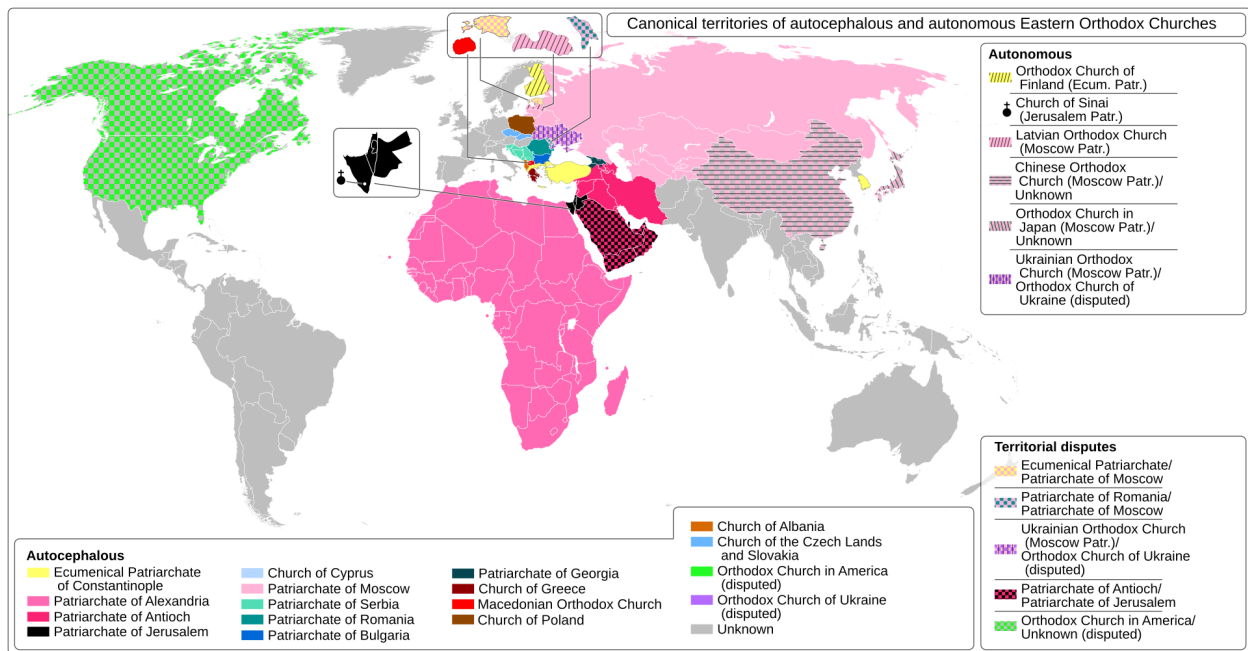 Canonical territories of autocephalous and autonomous Eastern Orthodox Churches
Autonomous
Orthodox Church of
Finland (Ecum. Patr.)
Church of Sinai
(Jerusalem Patr.)
Latvian Orthodox Church
(Moscow Patr.)
Chinese Orthodox
Church (Moscow Patr.)/
Unknown
Orthodox Church in
Japan (Moscow Patr.)/
Unknown
Ukrainian Orthodox
Church (Moscow Patr.)/
Orthodox Church of
Ukraine (disputed)
Territorial disputes
Ecumenical Patriarchate/
Patriarchate of Moscow
Patriarchate of Romania/
Patriarchate of Moscow
Ukrainian Orthodox Church
(Moscow Patr.)/
Orthodox Church of Ukraine
(disputed)
Patriarchate of Antioch/
Patriarchate of Jerusalem
Orthodox Church in America/
Unknown (disputed)
Autocephalous
Ecumenical Patriarchate
of Constantinople
Patriarchate of Alexandria
Patriarchate of Antioch
Patriarchate of Jerusalem
Church of Cyprus
Patriarchate of Moscow
Patriarchate of Serbia
Patriarchate of Romania
Patriarchate of Bulgaria
Patriarchate of Georgia
Church of Greece
Macedonian Orthodox Church
Church of Poland
Church of Albania
Church of the Czech Lands
and Slovakia
Orthodox Church in America
(disputed)
Orthodox Church of Ukraine
(disputed)
Unknown